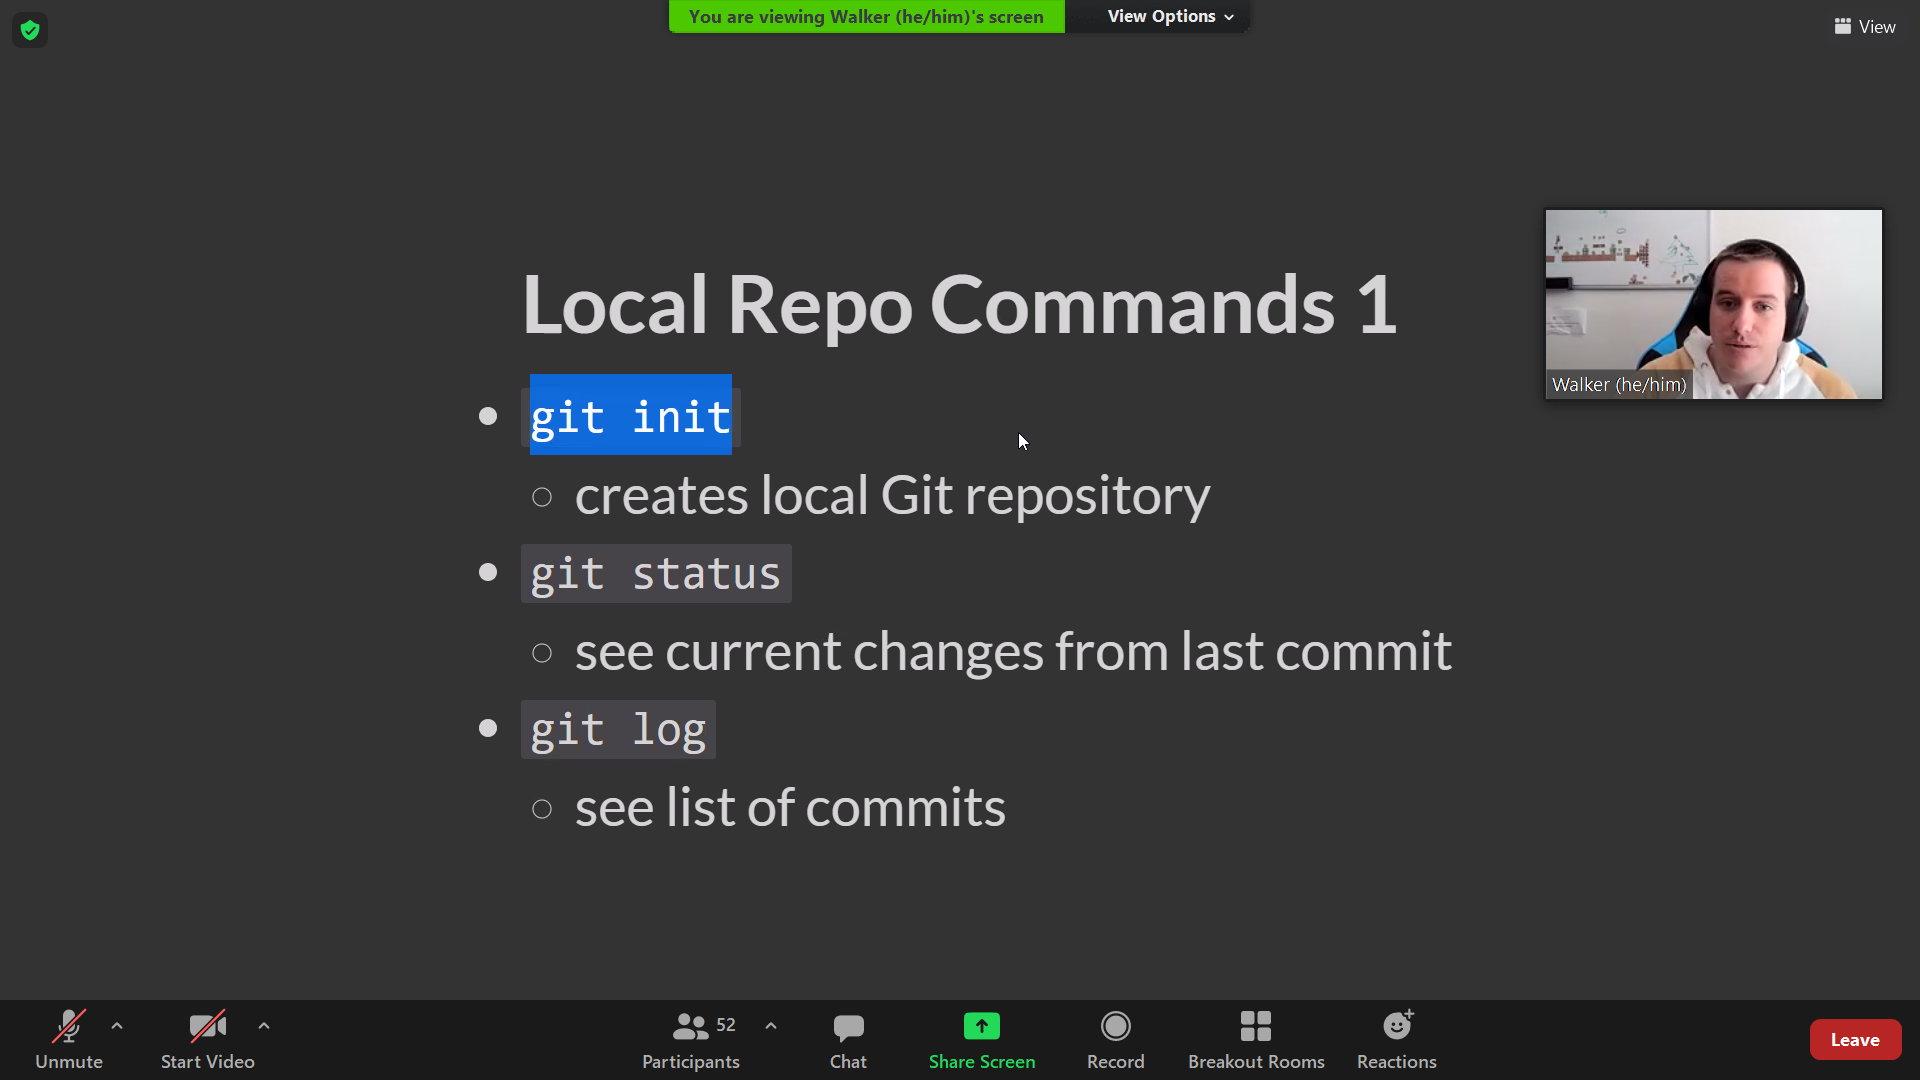 You are viewing Walker (he/him)'s screen
View Options
View
Local Repo Commands 1
git init
creates local Git repository
git status
see current changes from last commit
git log
see list of commits
Walker (he/him)
Unmute
Start Video
52
Participants
Chat
Share Screen
Record
Breakout Rooms
Reactions
Leave